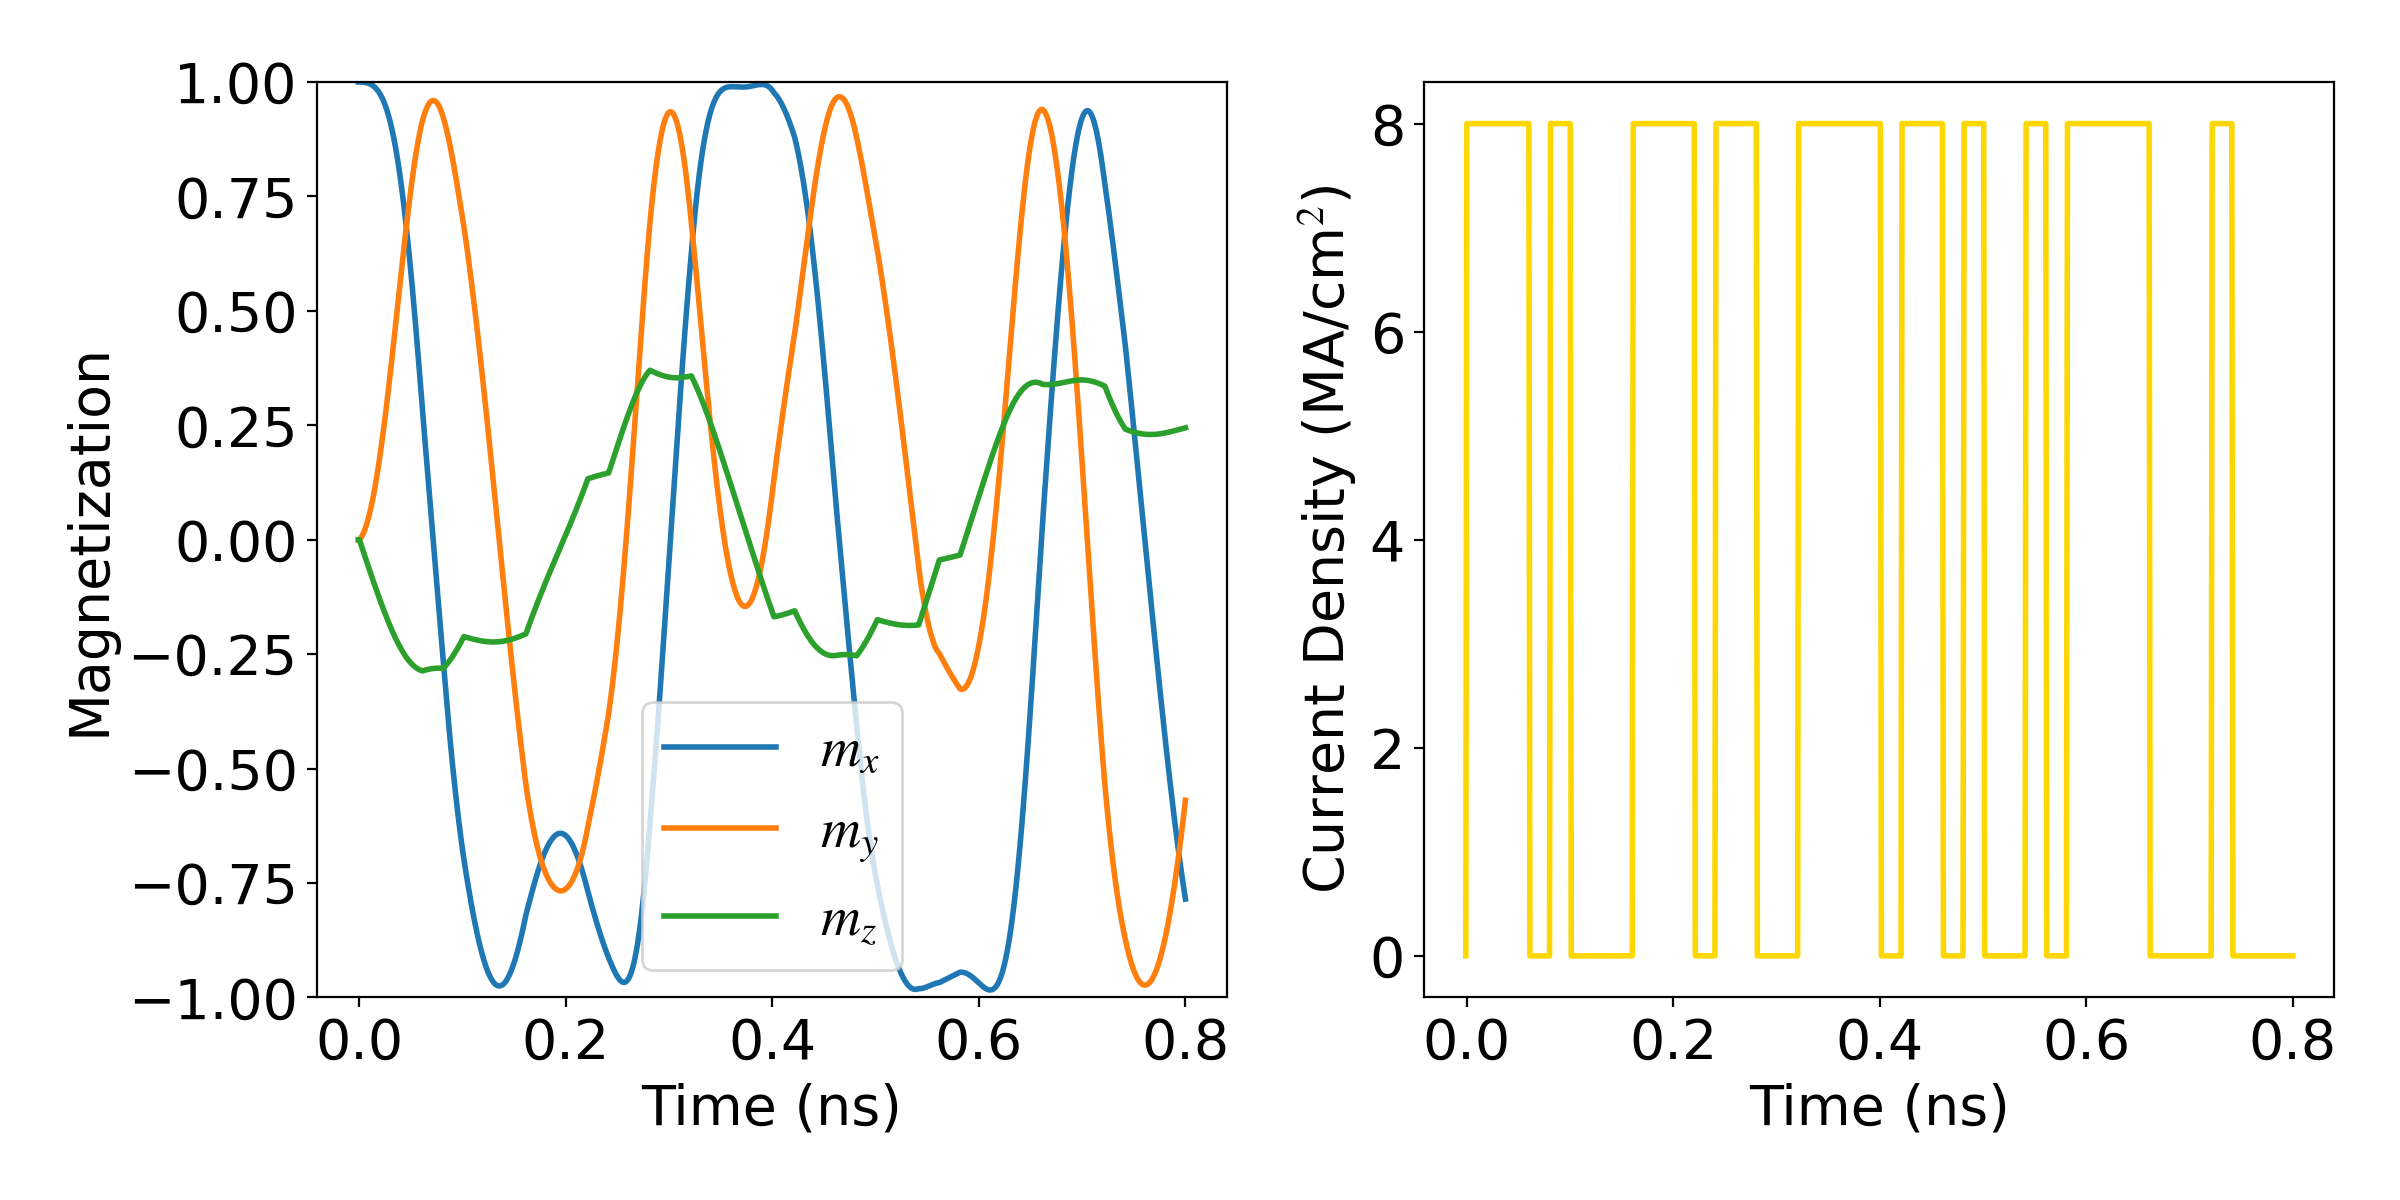 Magnetization
1.00
0.75
0.50
0.25
0.00
−0.25
−0.50
−0.75
−1.00
0.0 0.2 0.4 0.6 0.8
Time (ns)
m_x
m_y
m_z
Current Density (MA/cm²)
8
6
4
2
0
0.0 0.2 0.4 0.6 0.8
Time (ns)